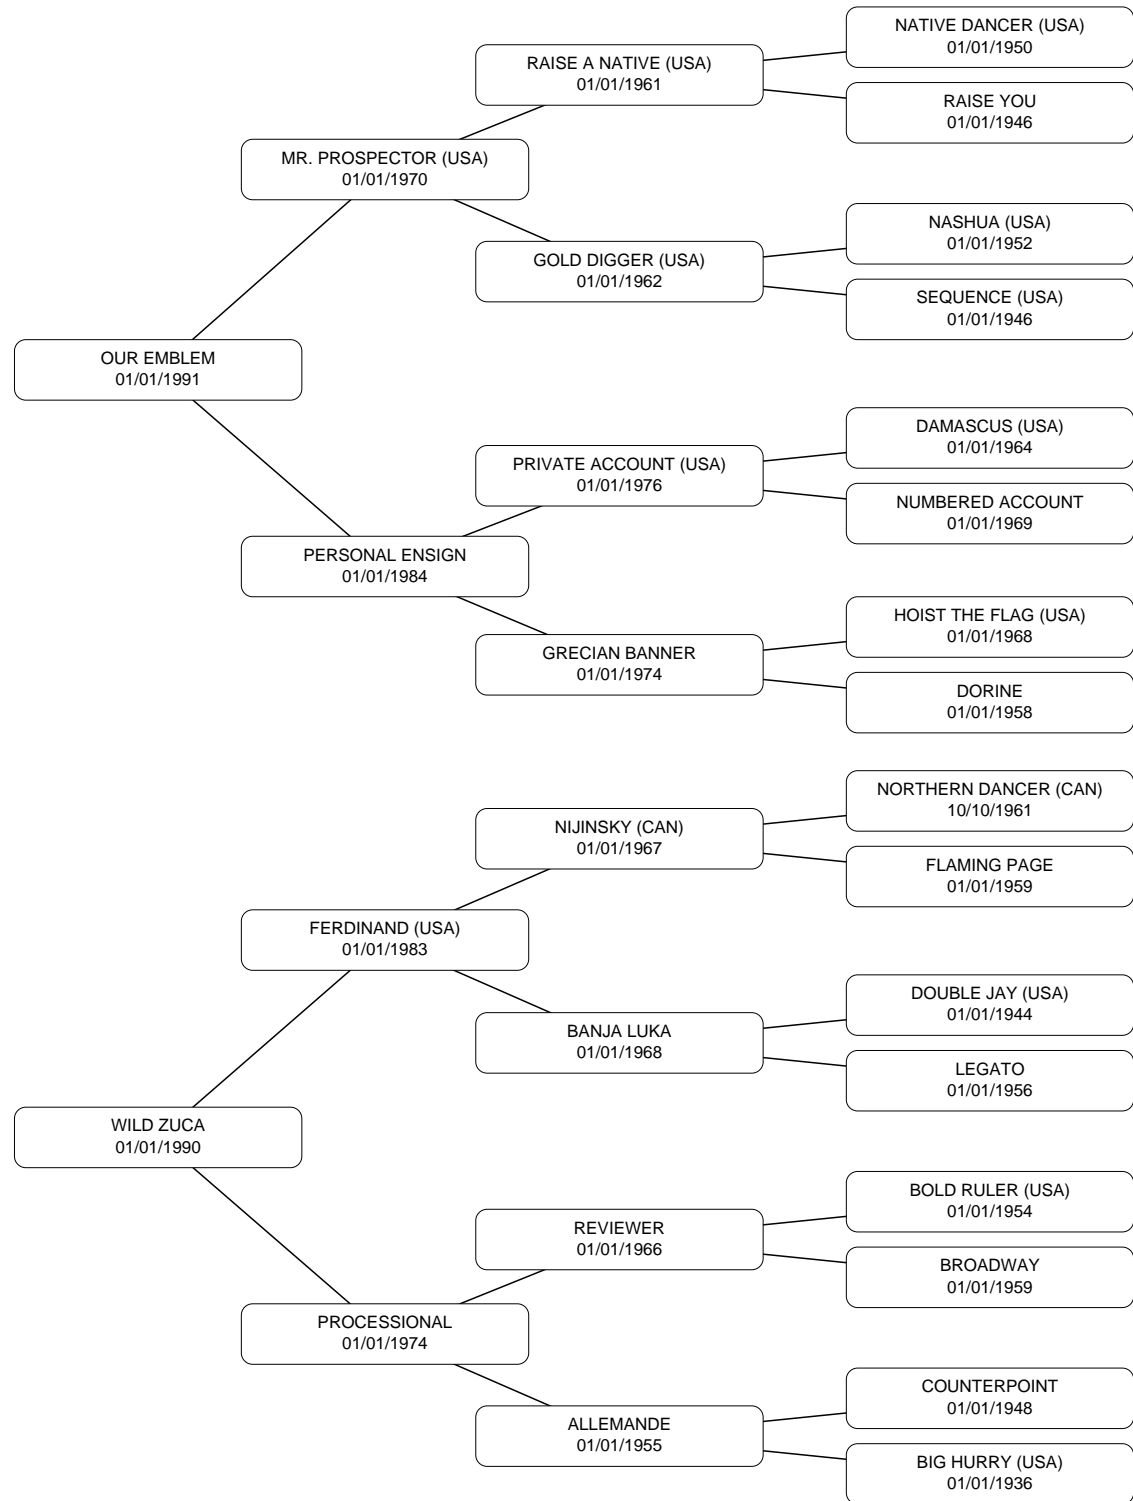 NATIVE DANCER (USA)
01/01/1950
RAISE A NATIVE (USA)
01/01/1961
RAISE YOU
01/01/1946
MR. PROSPECTOR (USA)
01/01/1970
NASHUA (USA)
01/01/1952
GOLD DIGGER (USA)
01/01/1962
SEQUENCE (USA)
01/01/1946
OUR EMBLEM
01/01/1991
DAMASCUS (USA)
01/01/1964
PRIVATE ACCOUNT (USA)
01/01/1976
NUMBERED ACCOUNT
01/01/1969
PERSONAL ENSIGN
01/01/1984
HOIST THE FLAG (USA)
01/01/1968
GRECIAN BANNER
01/01/1974
DORINE
01/01/1958
NORTHERN DANCER (CAN)
10/10/1961
NIJINSKY (CAN)
01/01/1967
FLAMING PAGE
01/01/1959
FERDINAND (USA)
01/01/1983
DOUBLE JAY (USA)
01/01/1944
BANJA LUKA
01/01/1968
LEGATO
01/01/1956
WILD ZUCA
01/01/1990
BOLD RULER (USA)
01/01/1954
REVIEWER
01/01/1966
BROADWAY
01/01/1959
PROCESSIONAL
01/01/1974
COUNTERPOINT
01/01/1948
ALLEMANDE
01/01/1955
BIG HURRY (USA)
01/01/1936